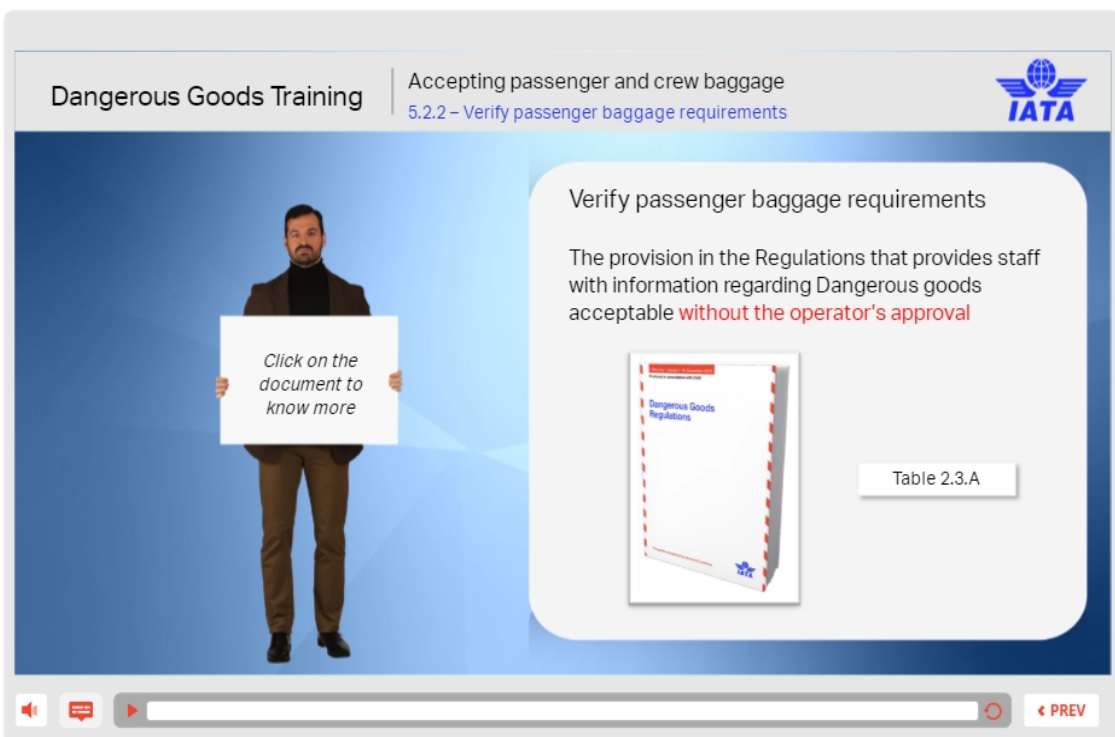 Dangerous Goods Training
Accepting passenger and crew baggage
5.2.2 – Verify passenger baggage requirements
IATA
Click on the
document to
know more
Verify passenger baggage requirements
The provision in the Regulations that provides staff
with information regarding Dangerous goods
acceptable without the operator's approval
Dangerous Goods
Regulations
IATA
Table 2.3.A
PREV